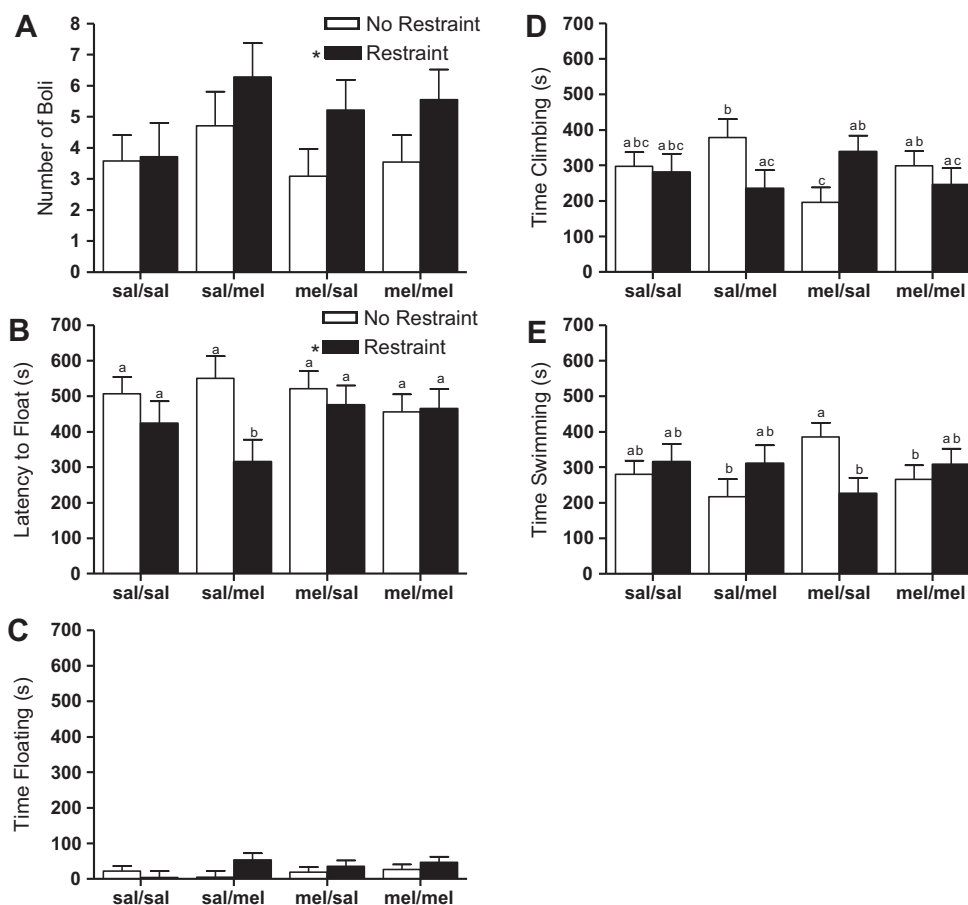 A
No Restraint
* Restraint
Number of Boli
8
7
6
5
4
3
2
1
0
sal/sal sal/mel mel/sal mel/mel
B
No Restraint
* Restraint
Latency to Float (s)
700
600
500
400
300
200
100
0
a a a b a a a a
sal/sal sal/mel mel/sal mel/mel
C
Time Floating (s)
700
600
500
400
300
200
100
0
sal/sal sal/mel mel/sal mel/mel
D
Time Climbing (s)
700
600
500
400
300
200
100
0
abc abc b ac c ab ab ac
sal/sal sal/mel mel/sal mel/mel
E
Time Swimming (s)
700
600
500
400
300
200
100
0
ab ab b ab a b b ab
sal/sal sal/mel mel/sal mel/mel